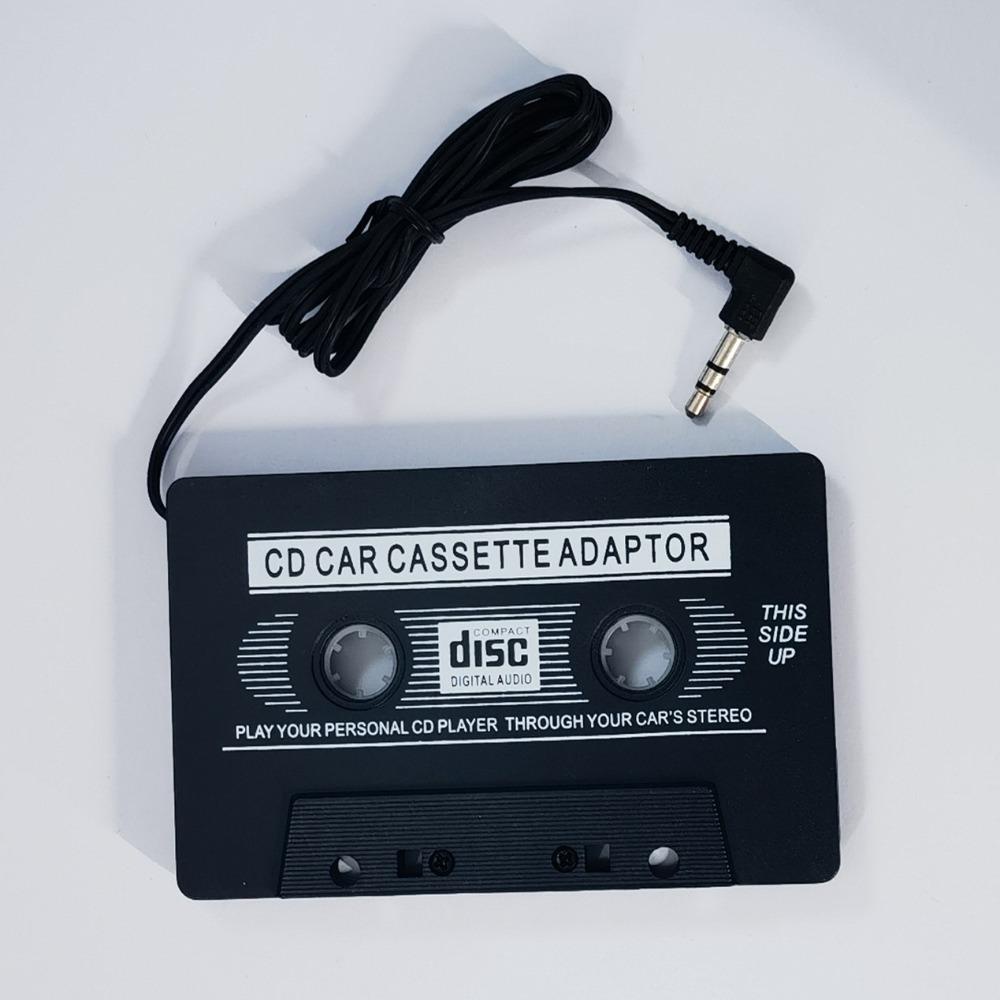 CD CAR CASSETTE ADAPTOR
THIS
SIDE
UP
COMPACT
disc
DIGITAL AUDIO
PLAY YOUR PERSONAL CD PLAYER THROUGH YOUR CAR'S STEREO